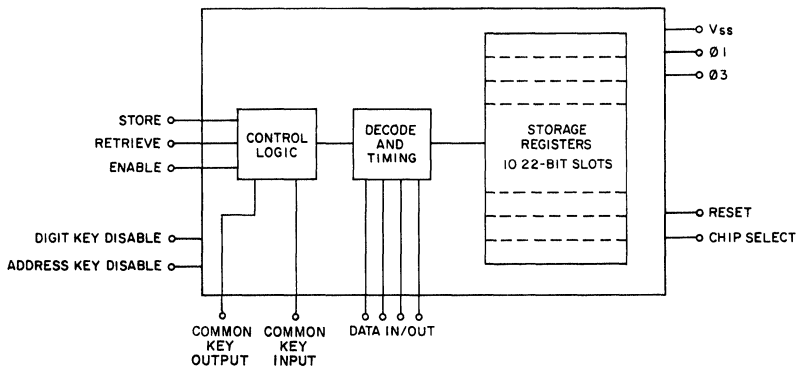 Vss
Ø1
Ø3
STORE
RETRIEVE
ENABLE
CONTROL
LOGIC
DECODE
AND
TIMING
STORAGE
REGISTERS
10 22-BIT SLOTS
RESET
CHIP SELECT
DIGIT KEY DISABLE
ADDRESS KEY DISABLE
COMMON
KEY
OUTPUT
COMMON
KEY
INPUT
DATA IN/OUT